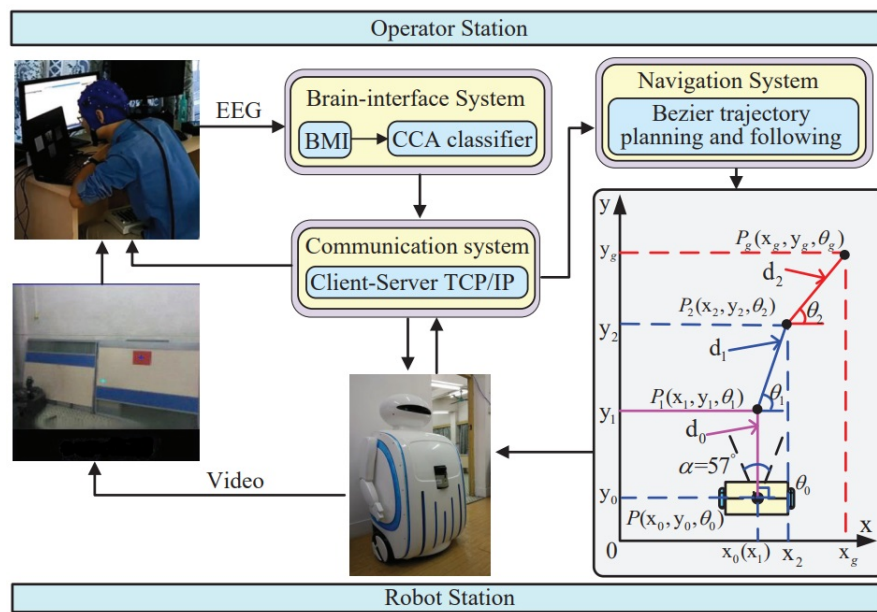 Operator Station
EEG
Brain-interface System
BMI
CCA classifier
Navigation System
Bezier trajectory
planning and following
Communication system
Client-Server TCP/IP
Video
y
y_g
P_g(x_g, y_g, θ_g)
d_2
P_2(x_2, y_2, θ_2)
θ_2
y_2
d_1
P_1(x_1, y_1, θ_1)
θ_1
y_1
d_0
α=57°
θ_0
y_0
P(x_0, y_0, θ_0)
0
x_0(x_1)
x_2
x_g
x
Robot Station